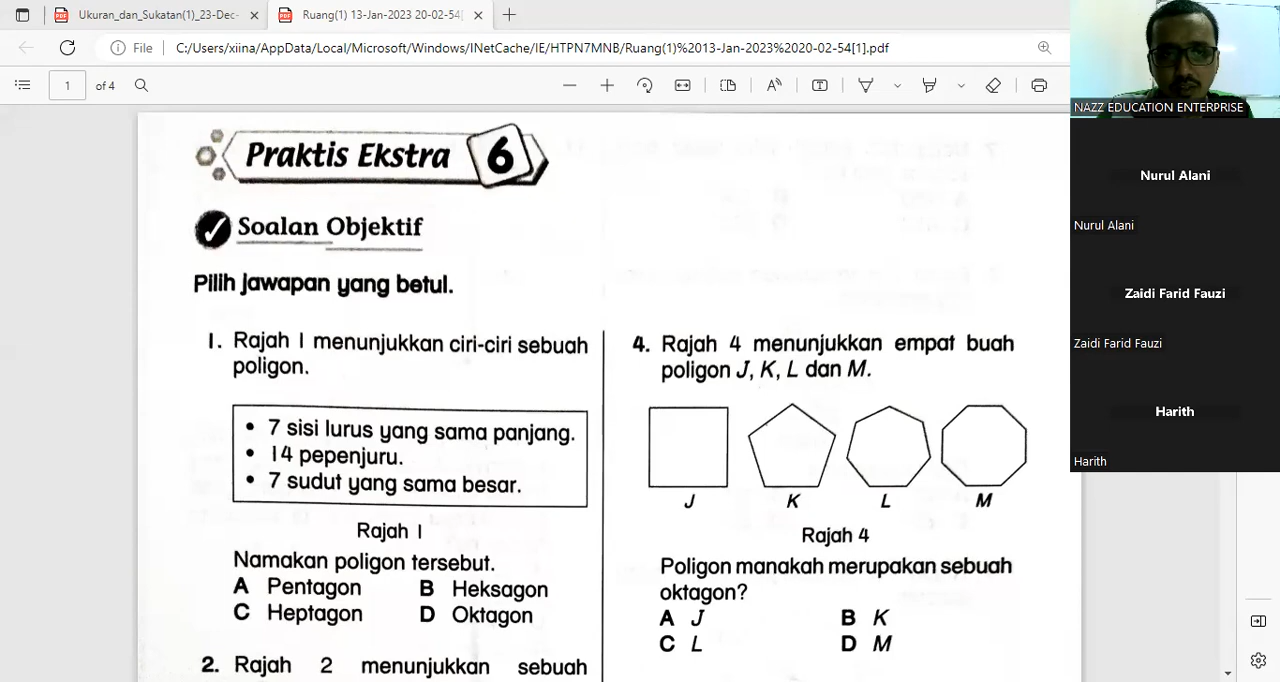 Ukuran_dan_Sukatan(1)_23-Dec-
Ruang(1) 13-Jan-2023 20-02-54[
File
C:/Users/xiina/AppData/Local/Microsoft/Windows/INetCache/IE/HTPN7MNB/Ruang(1)%2013-Jan-2023%2020-02-54[1].pdf
1 of 4
NAZZ EDUCATION ENTERPRISE
Nurul Alani
Nurul Alani
Zaidi Farid Fauzi
Zaidi Farid Fauzi
Harith
Harith
Praktis Ekstra 6
Soalan Objektif
Pilih jawapan yang betul.
1. Rajah 1 menunjukkan ciri-ciri sebuah
poligon.
• 7 sisi lurus yang sama panjang.
• 14 pepenjuru.
• 7 sudut yang sama besar.
Rajah 1
Namakan poligon tersebut.
A Pentagon B Heksagon
C Heptagon D Oktagon
2. Rajah 2 menunjukkan sebuah
4. Rajah 4 menunjukkan empat buah
poligon J, K, L dan M.
J K L M
Rajah 4
Poligon manakah merupakan sebuah
oktagon?
A J B K
C L D M